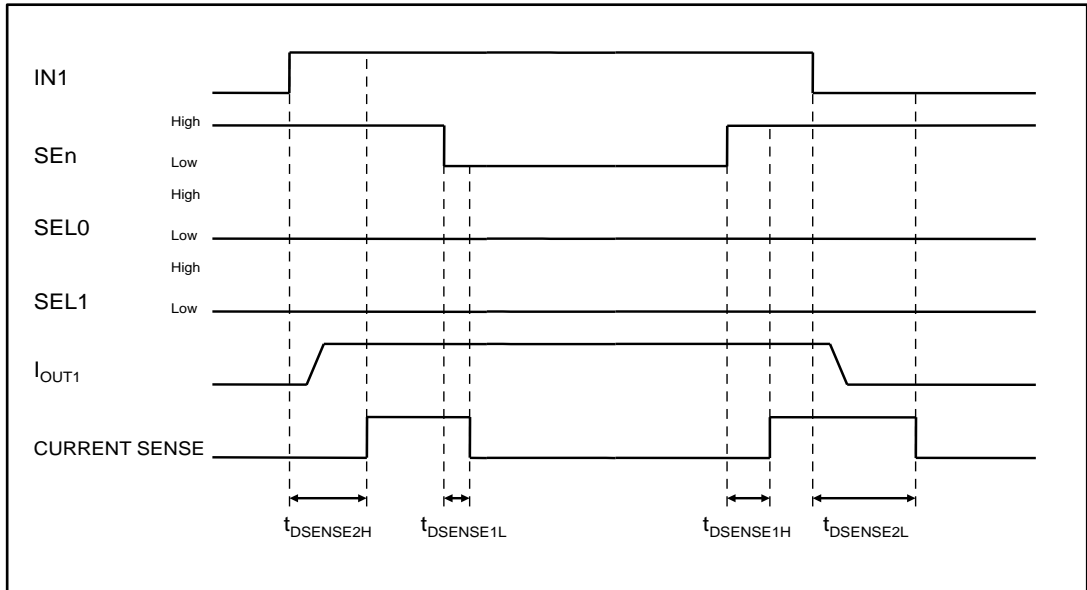 IN1
High
SEn
Low
High
SEL0
Low
High
SEL1
Low
IOUT1
CURRENT SENSE
tDSENSE2H
tDSENSE1L
tDSENSE1H
tDSENSE2L